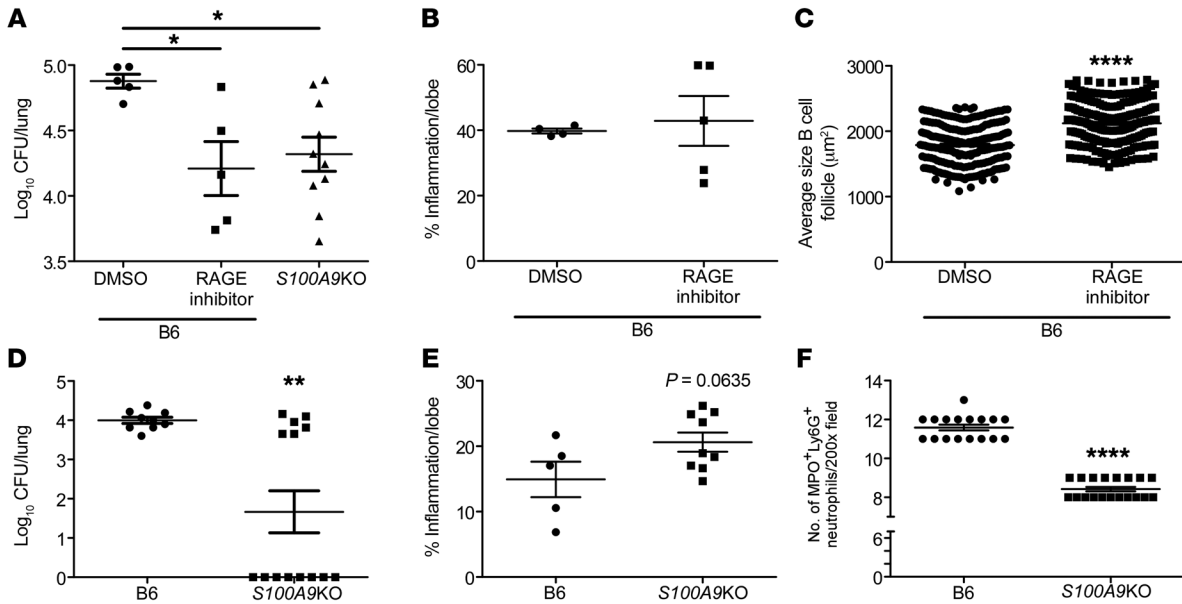 A
*
*
Log₁₀ CFU/lung
5.0
4.5
4.0
3.5
DMSO
RAGE
inhibitor
S100A9KO
B6
B
% Inflammation/lobe
60
40
20
0
DMSO
RAGE
inhibitor
B6
C
****
Average size B cell
follicle (μm²)
3000
2000
1000
0
DMSO
RAGE
inhibitor
B6
D
**
Log₁₀ CFU/lung
5
4
3
2
1
0
B6
S100A9KO
E
P = 0.0635
% Inflammation/lobe
30
20
10
0
B6
S100A9KO
F
****
No. of MPO⁺Ly6G⁺
neutrophils/200x field
14
12
10
8
6
4
2
0
B6
S100A9KO